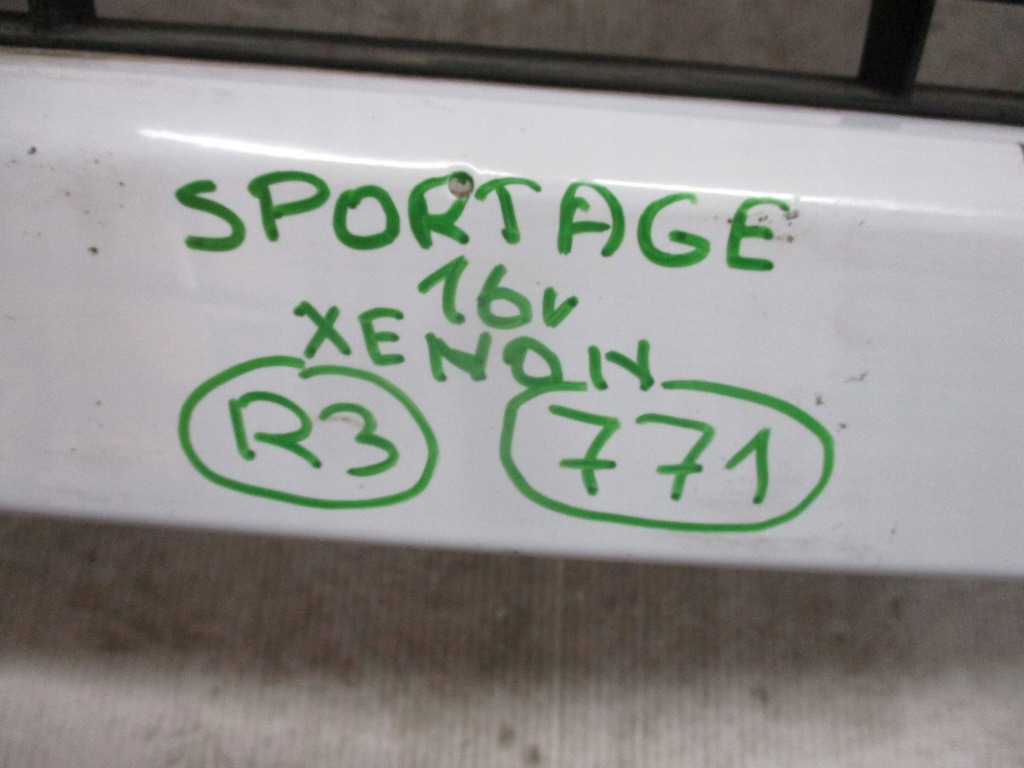 SPORTAGE
16v
XENON
R3 771